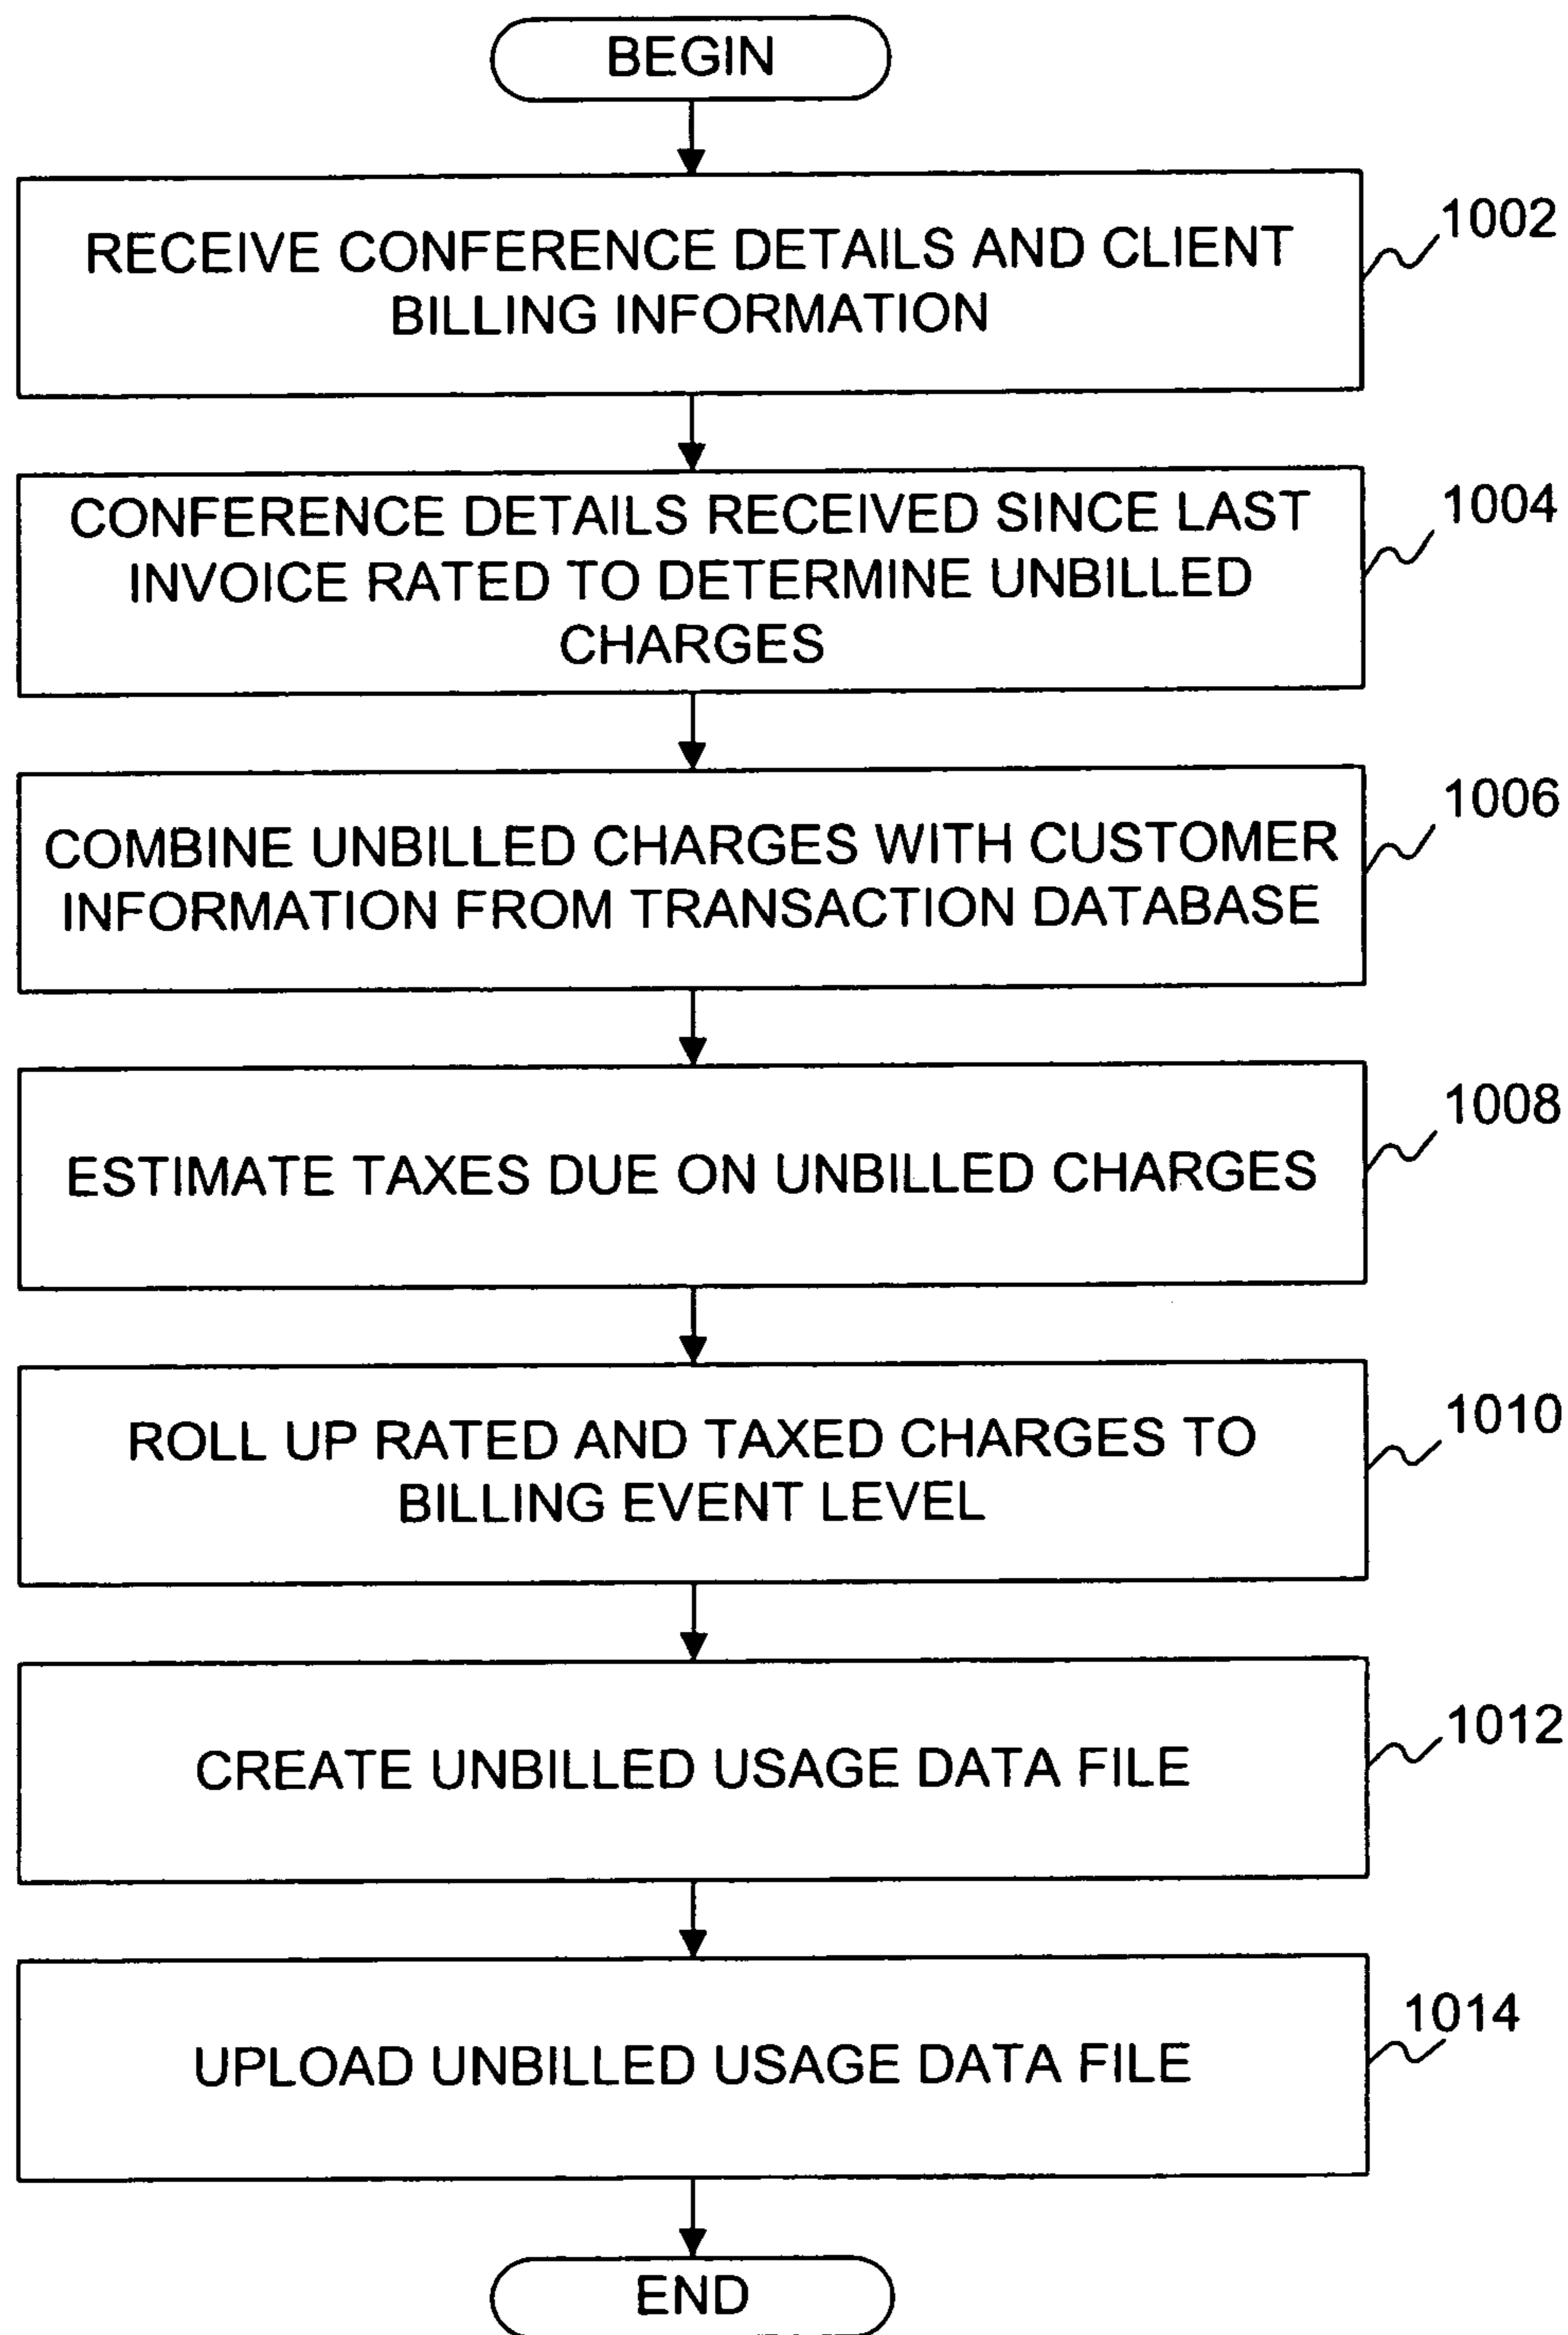 BEGIN
RECEIVE CONFERENCE DETAILS AND CLIENT
BILLING INFORMATION
1002
CONFERENCE DETAILS RECEIVED SINCE LAST
INVOICE RATED TO DETERMINE UNBILLED
CHARGES
1004
COMBINE UNBILLED CHARGES WITH CUSTOMER
INFORMATION FROM TRANSACTION DATABASE
1006
ESTIMATE TAXES DUE ON UNBILLED CHARGES
1008
ROLL UP RATED AND TAXED CHARGES TO
BILLING EVENT LEVEL
1010
CREATE UNBILLED USAGE DATA FILE
1012
UPLOAD UNBILLED USAGE DATA FILE
1014
END